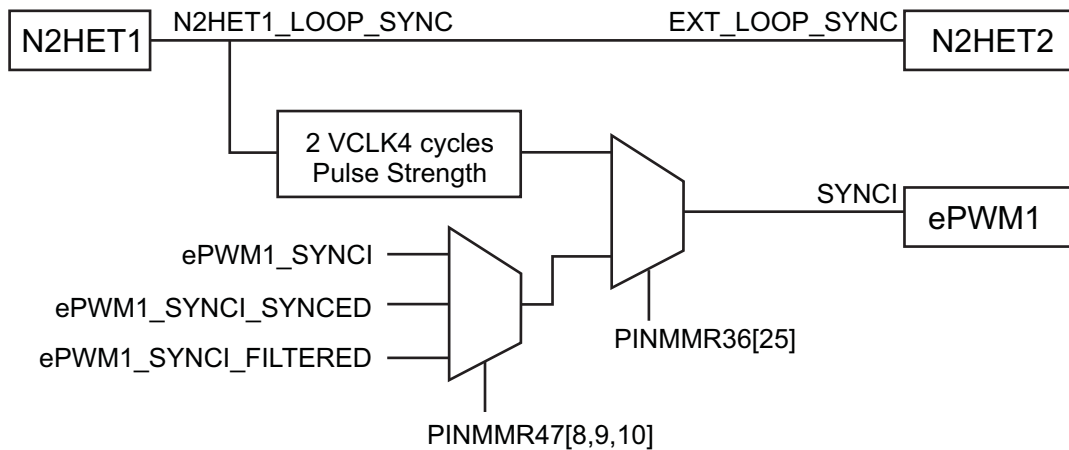 N2HET1
N2HET1_LOOP_SYNC
EXT_LOOP_SYNC
N2HET2
2 VCLK4 cycles
Pulse Strength
SYNCI
ePWM1
ePWM1_SYNCI
ePWM1_SYNCI_SYNCED
ePWM1_SYNCI_FILTERED
PINMMR36[25]
PINMMR47[8,9,10]